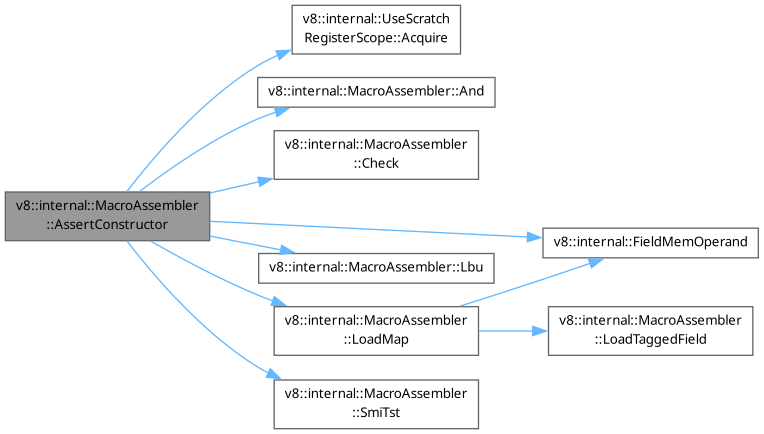 v8::internal::UseScratch
RegisterScope::Acquire
v8::internal::MacroAssembler::And
v8::internal::MacroAssembler
::Check
v8::internal::MacroAssembler
::AssertConstructor
v8::internal::FieldMemOperand
v8::internal::MacroAssembler::Lbu
v8::internal::MacroAssembler
::LoadMap
v8::internal::MacroAssembler
::LoadTaggedField
v8::internal::MacroAssembler
::SmiTst